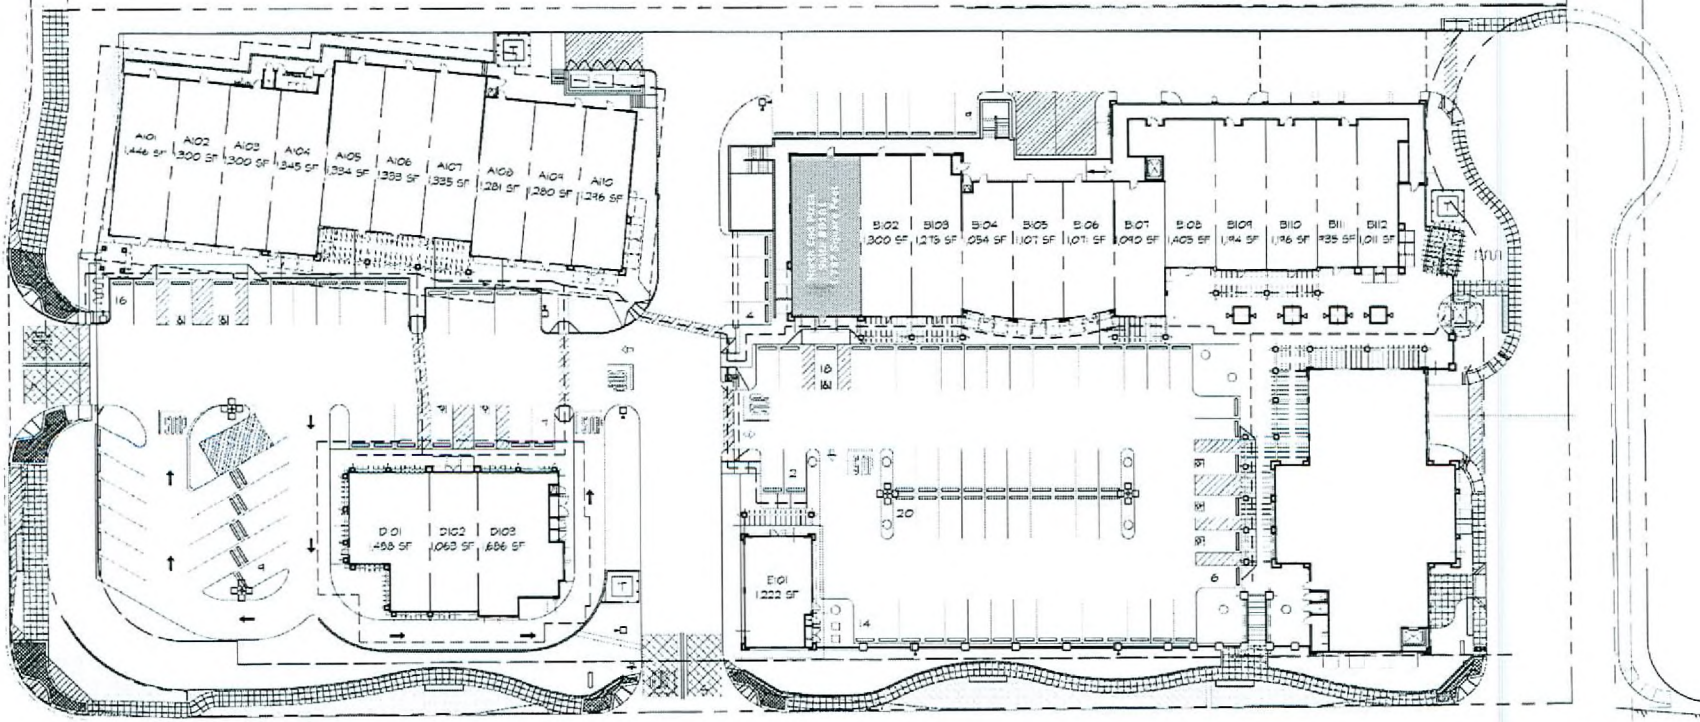 A101
1,446 SF
A102
1,300 SF
A103
1,300 SF
A104
1,345 SF
A105
1,334 SF
A106
A107
1,335 SF
A108
1,281 SF
A109
1,280 SF
A110
1,296 SF
B102
1,300 SF
B103
1,275 SF
B104
1,054 SF
B105
1,107 SF
B106
1,071 SF
B107
1,090 SF
B108
1,405 SF
B109
1,194 SF
B110
1,196 SF
B111
935 SF
B112
1,011 SF
16
4
18
2
20
6
14
9
D101
1,488 SF
D102
1,063 SF
D103
1,686 SF
E101
1,222 SF
T
T
T